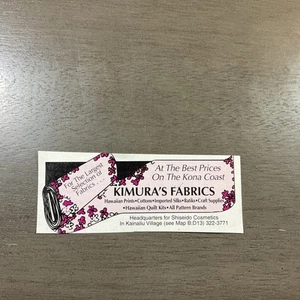 For The Largest
Selection of
Fabrics
At The Best Prices
On The Kona Coast
KIMURA'S FABRICS
Hawaiian Prints•Cottons•Imported Silks•Batiks•Craft Supplies
•Hawaiian Quilt Kits•All Pattern Brands
Headquarters for Shiseido Cosmetics
In Kainaliu Village (see Map B:D13) 322-3771